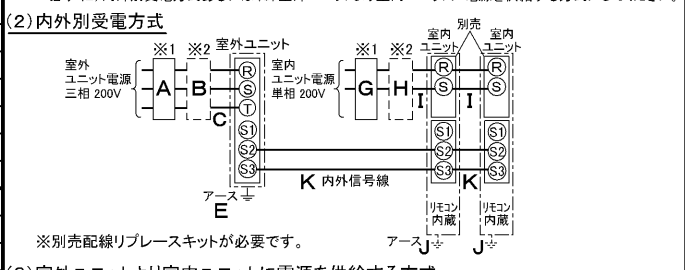 (2)内外別受電方式
※1 ※2 室外ユニット
室外
ユニット電源
三相 200V
A B C
R
S
T
S1
S2
S3
アース
E
※1 ※2
室内
ユニット電源
単相 200V
G H I I
別売
室内
ユニット
室内
ユニット
R
S
S1
S2
S3
R
S
S1
S2
S3
K 内外信号線
K
リモコン
内蔵
リモコン
内蔵
アース J J
※別売配線リプレースキットが必要です。